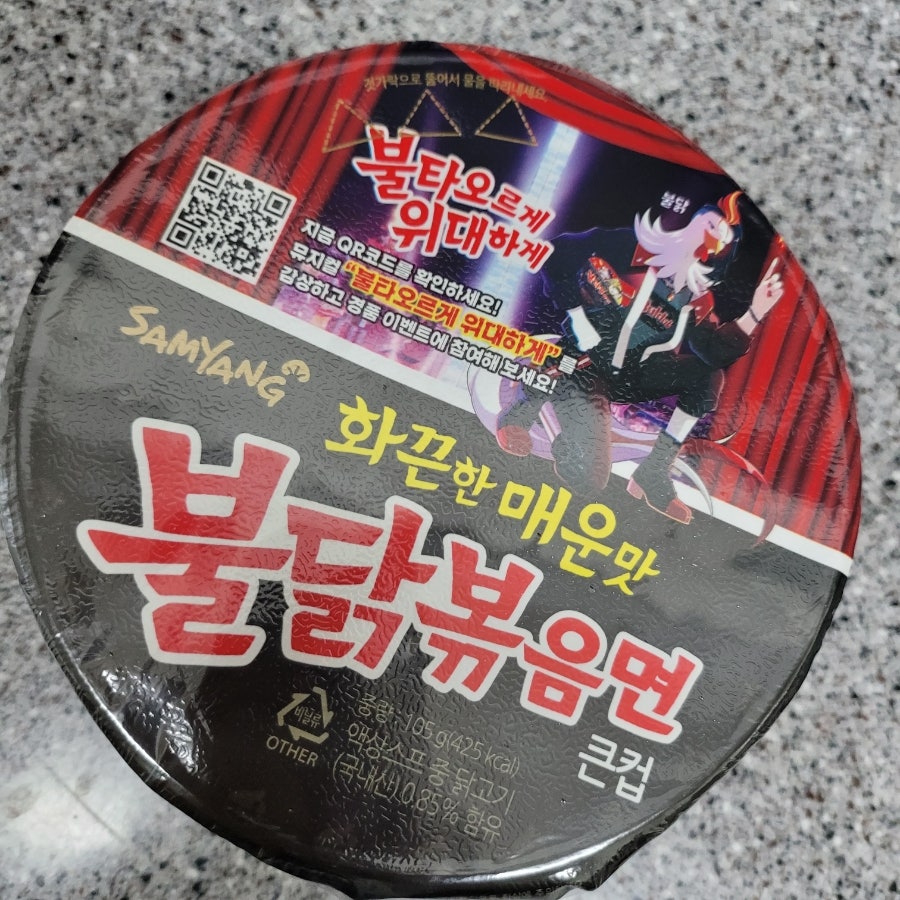 젓가락으로 뚫어서 물을 따라내세요.
불타오르게
위대하게
불닭
지금 QR코드를 확인하세요!
뮤지컬 "불타오르게 위대하게"를
감상하고 경품 이벤트에 참여해 보세요!
SAMYANG
화끈한 매운맛
불닭볶음면
큰컵
비닐류
OTHER
중량: 105 g(425 kcal)
액상스프 중 닭고기
(국내산) 0.85% 함유